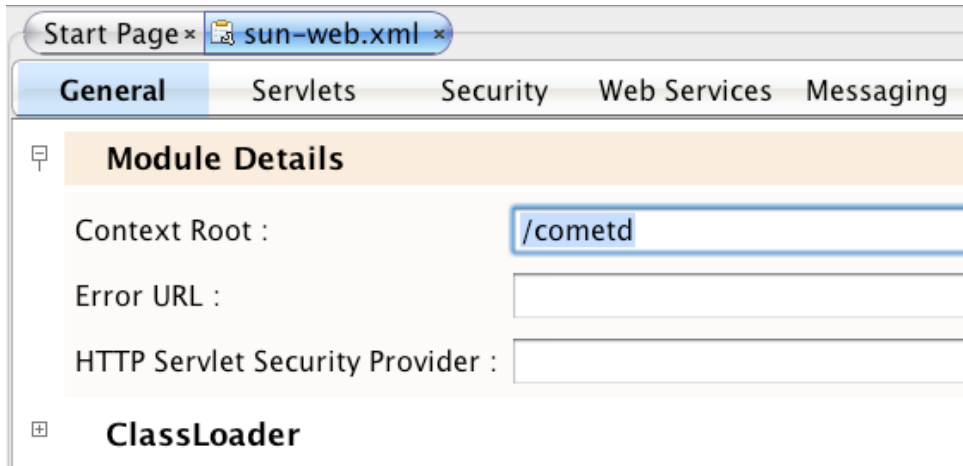 Start Page × sun-web.xml ×
General Servlets Security Web Services Messaging
Module Details
Context Root : /cometd
Error URL :
HTTP Servlet Security Provider :
ClassLoader